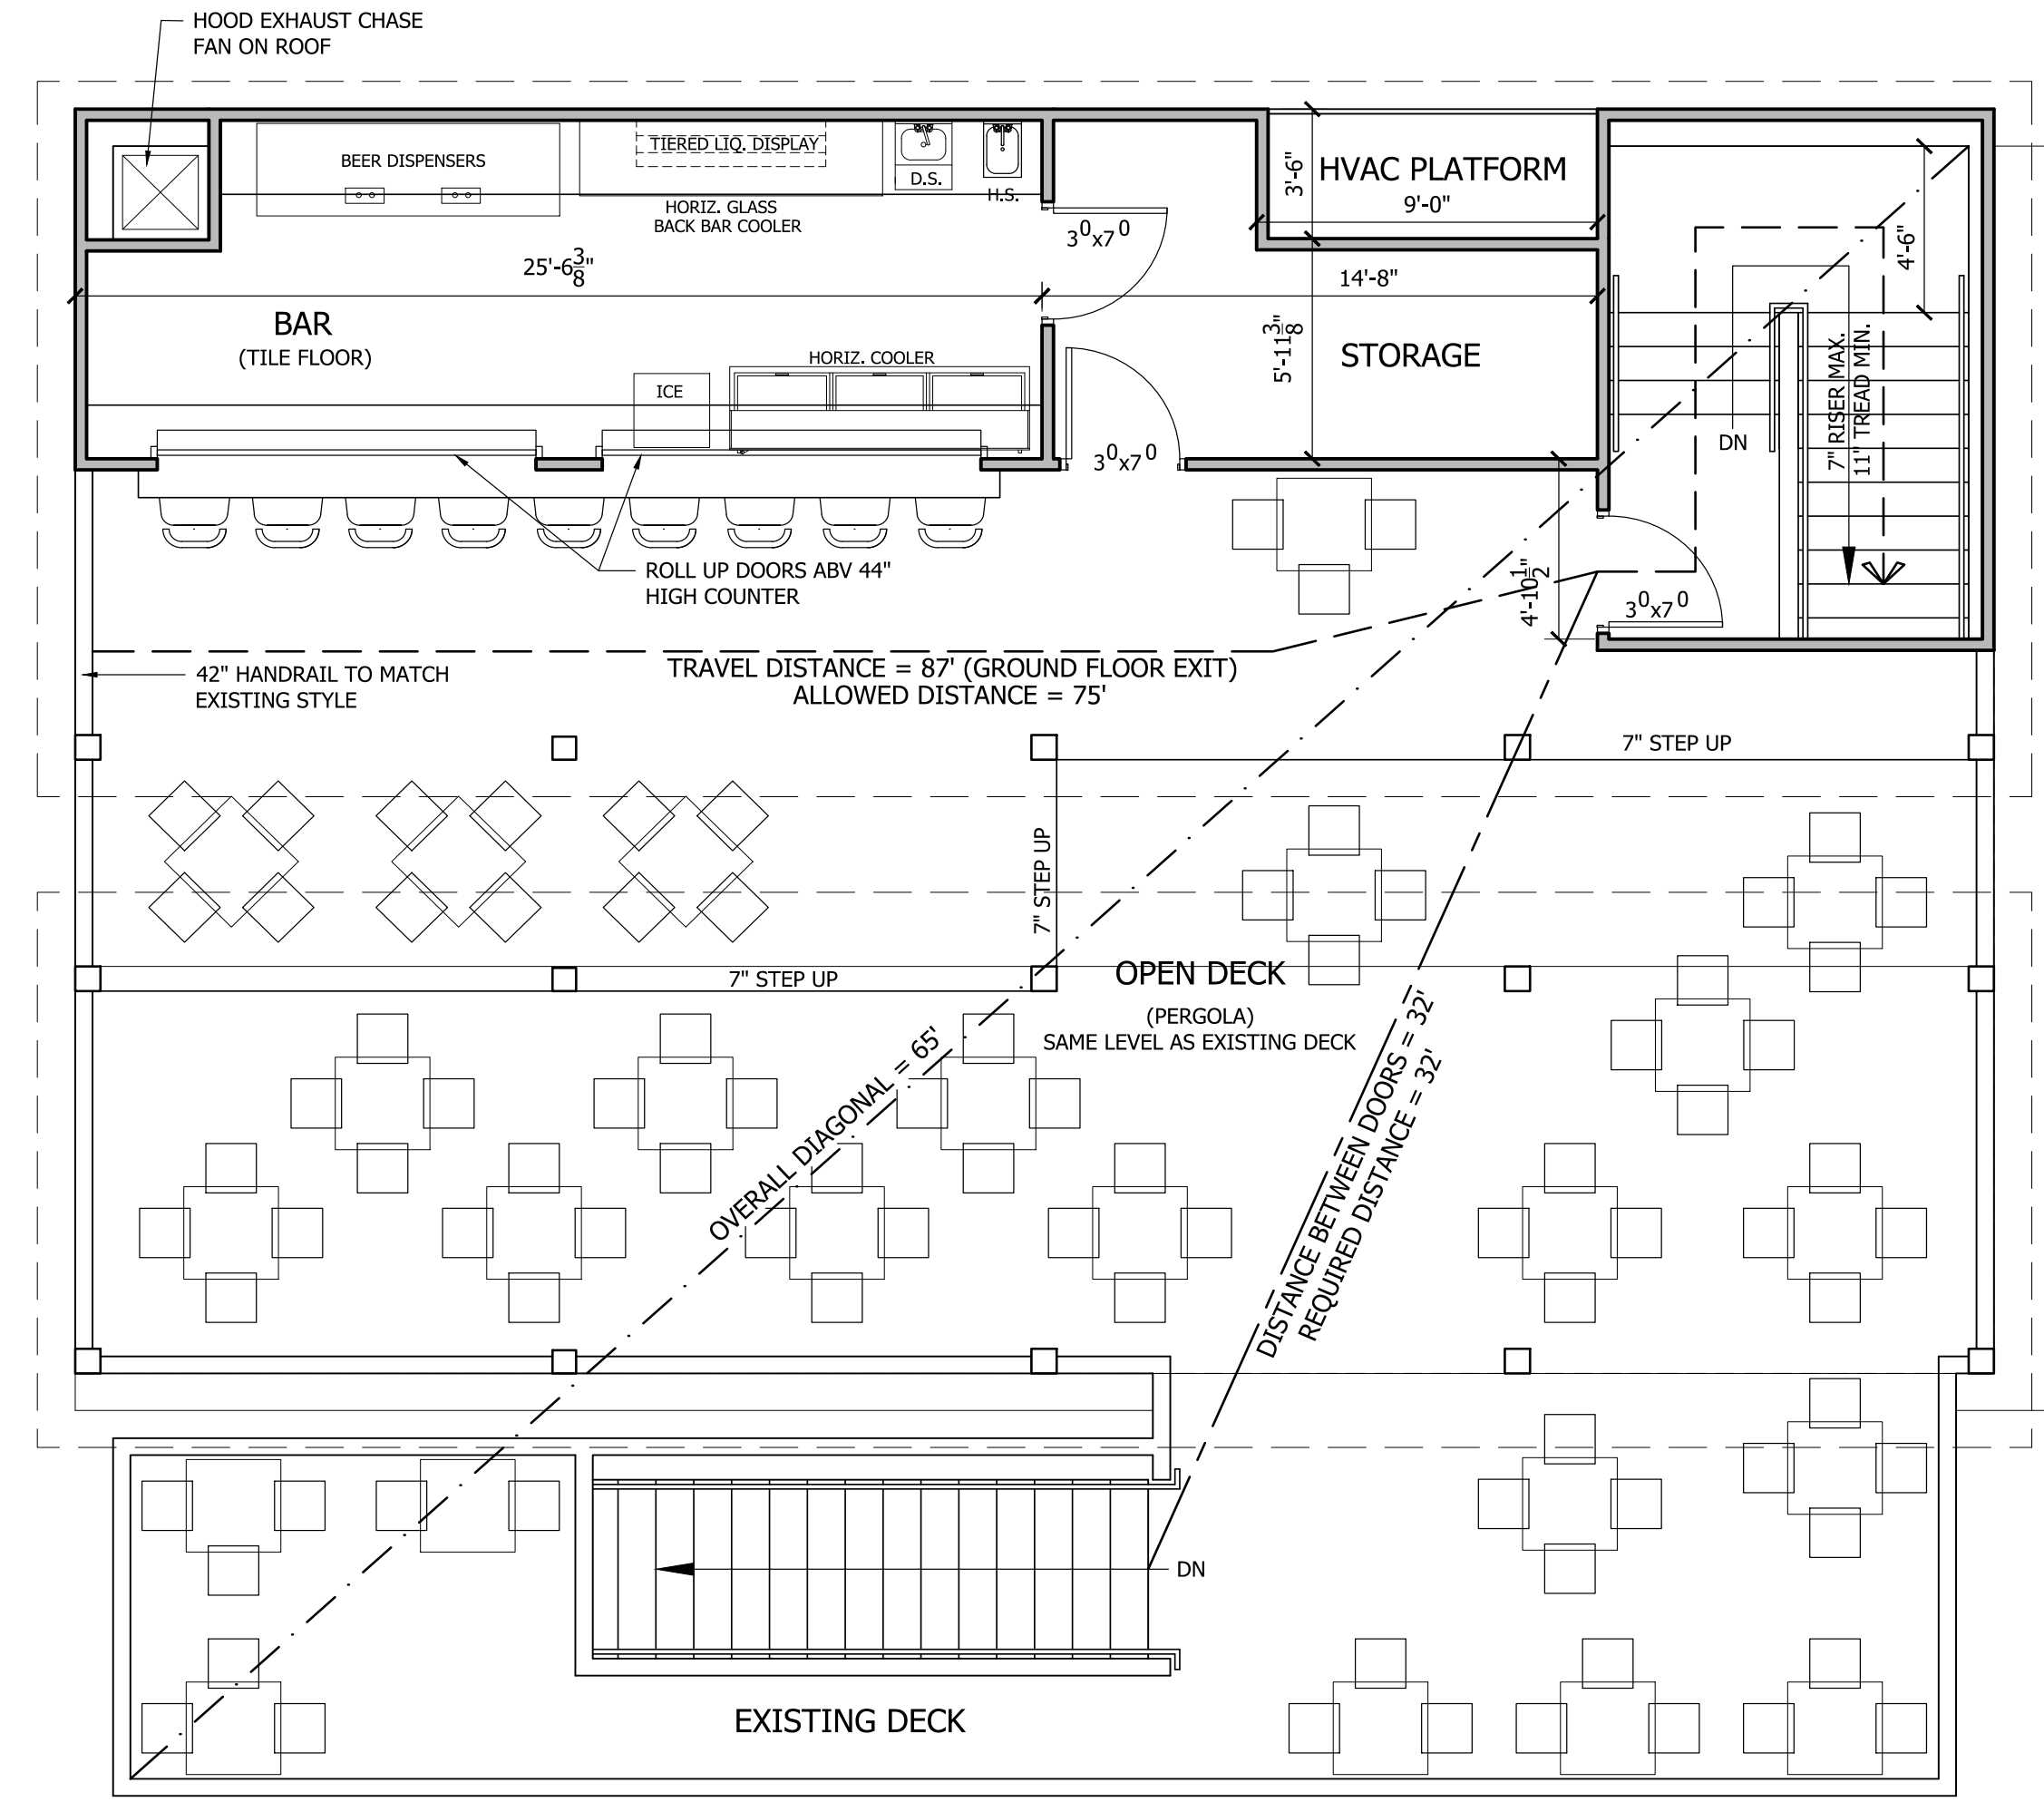 HOOD EXHAUST CHASE
FAN ON ROOF
BEER DISPENSERS
TIERED LIQ. DISPLAY
D.S.
H.S.
HORIZ. GLASS
BACK BAR COOLER
HVAC PLATFORM
9'-0"
3'-6"
3⁰x7⁰
4'-6"
25'-6 3/8"
14'-8"
BAR
(TILE FLOOR)
HORIZ. COOLER
ICE
5'-11 3/8"
STORAGE
7" RISER MAX.
11" TREAD MIN.
DN
3⁰x7⁰
ROLL UP DOORS ABV 44"
HIGH COUNTER
4'-10 1/2"
3⁰x7⁰
42" HANDRAIL TO MATCH
EXISTING STYLE
TRAVEL DISTANCE = 87' (GROUND FLOOR EXIT)
ALLOWED DISTANCE = 75'
7" STEP UP
7" STEP UP
7" STEP UP
OPEN DECK
(PERGOLA)
SAME LEVEL AS EXISTING DECK
OVERALL DIAGONAL = 65'
DISTANCE BETWEEN DOORS = 32'
REQUIRED DISTANCE = 32'
DN
EXISTING DECK